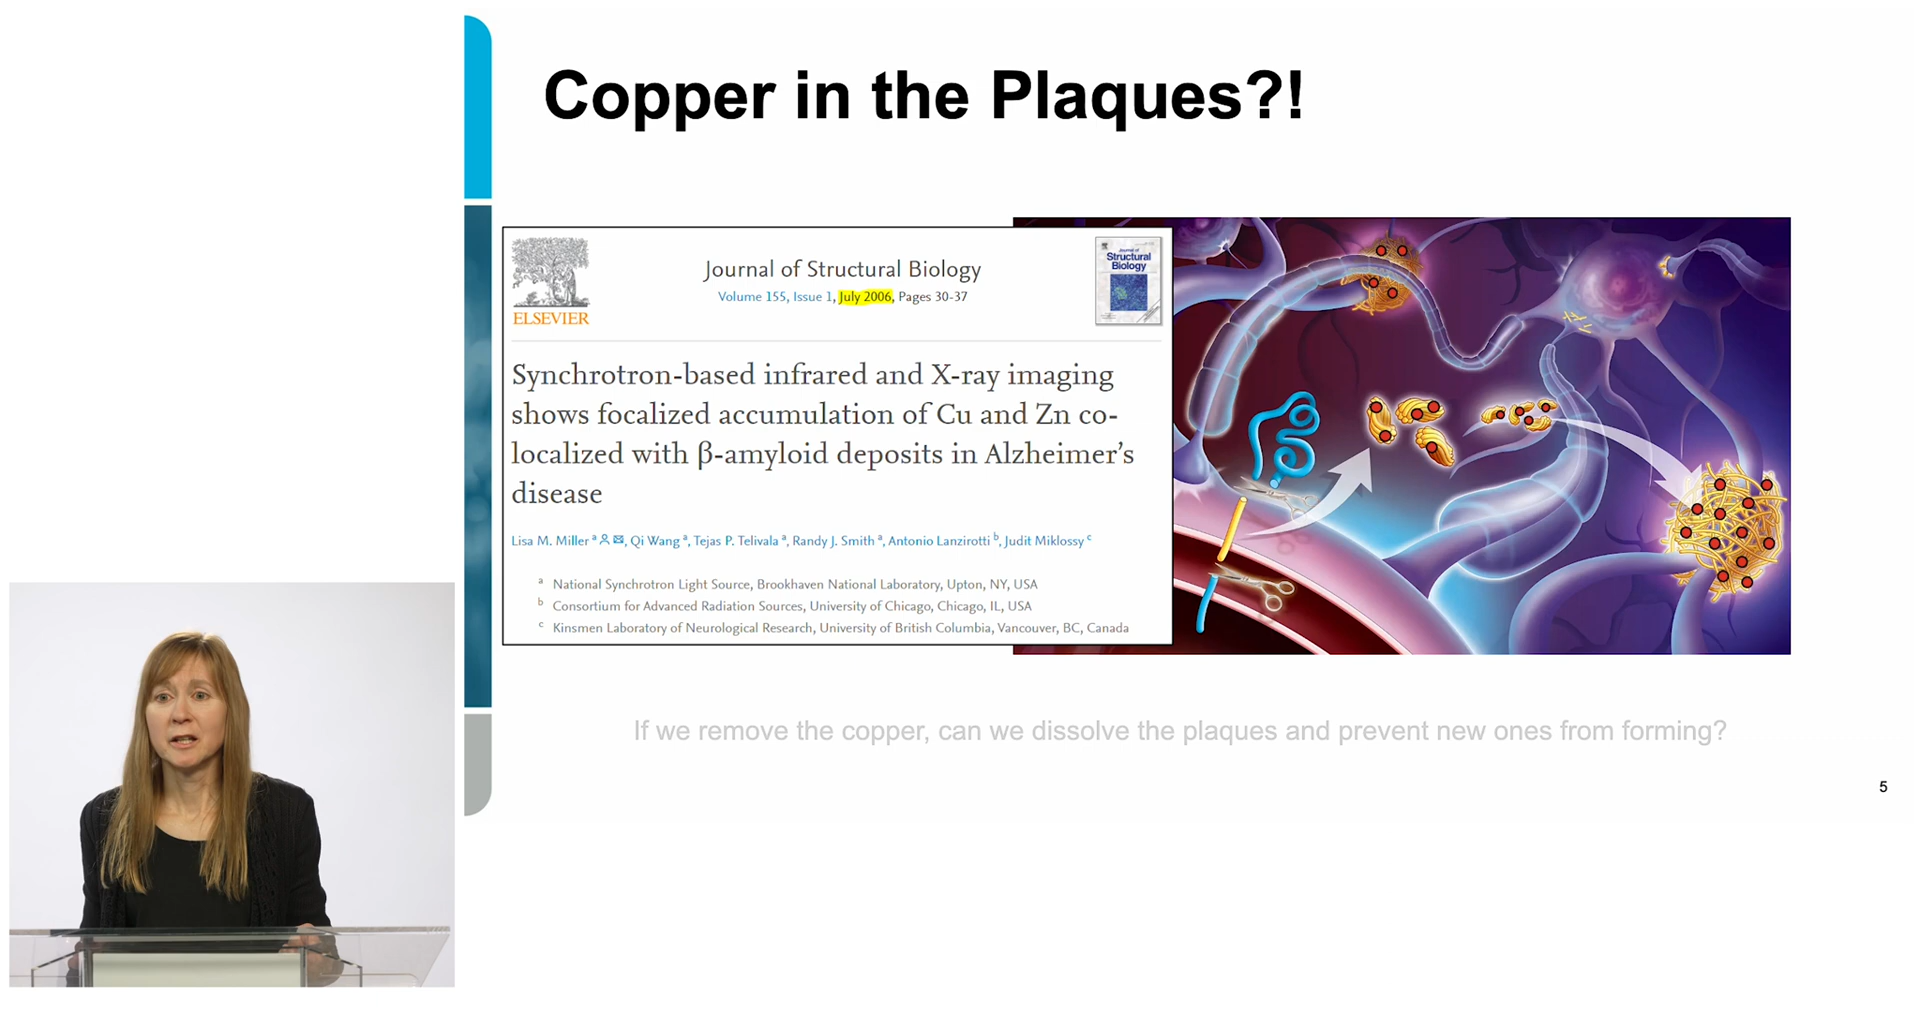 Copper in the Plaques?!
ELSEVIER
Journal of Structural Biology
Volume 155, Issue 1, July 2006, Pages 30-37
Structural
Biology
Synchrotron-based infrared and X-ray imaging
shows focalized accumulation of Cu and Zn co-
localized with β-amyloid deposits in Alzheimer's
disease
Lisa M. Miller a, Qi Wang a, Tejas P. Telivala a, Randy J. Smith a, Antonio Lanzirotti b, Judit Miklossy c
a National Synchrotron Light Source, Brookhaven National Laboratory, Upton, NY, USA
b Consortium for Advanced Radiation Sources, University of Chicago, Chicago, IL, USA
c Kinsmen Laboratory of Neurological Research, University of British Columbia, Vancouver, BC, Canada
If we remove the copper, can we dissolve the plaques and prevent new ones from forming?
5